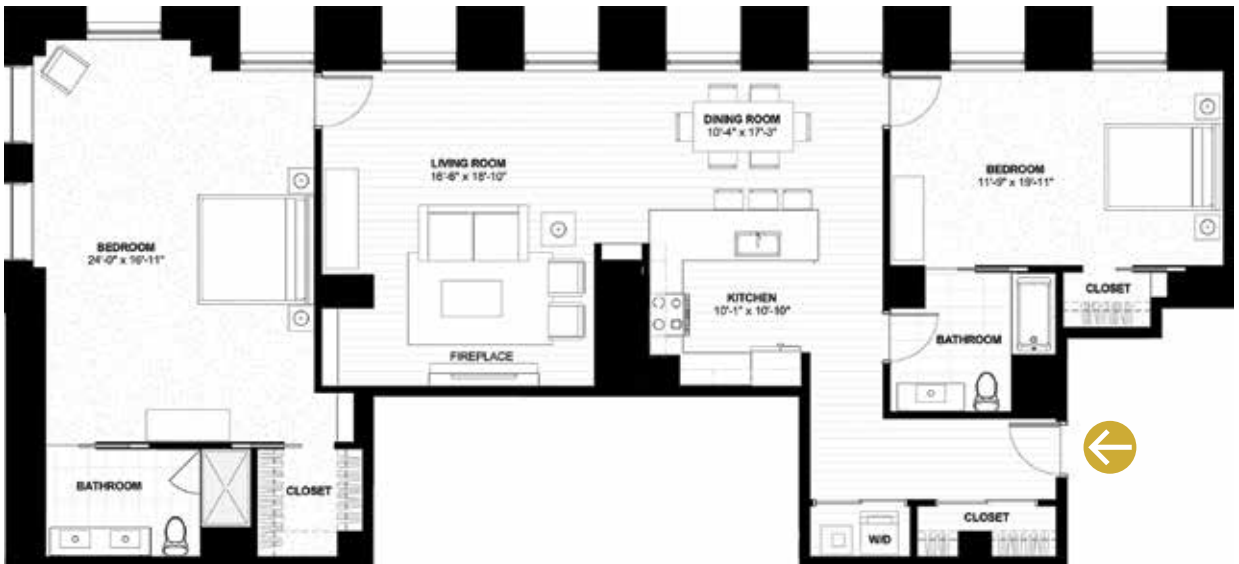 DINING ROOM
10'-4" x 17'-3"
LIVING ROOM
16'-6" x 18'-10"
BEDROOM
11'-9" x 19'-11"
BEDROOM
24'-0" x 16'-11"
CLOSET
KITCHEN
10'-1" x 10'-10"
BATHROOM
FIREPLACE
BATHROOM
CLOSET
CLOSET
W/D